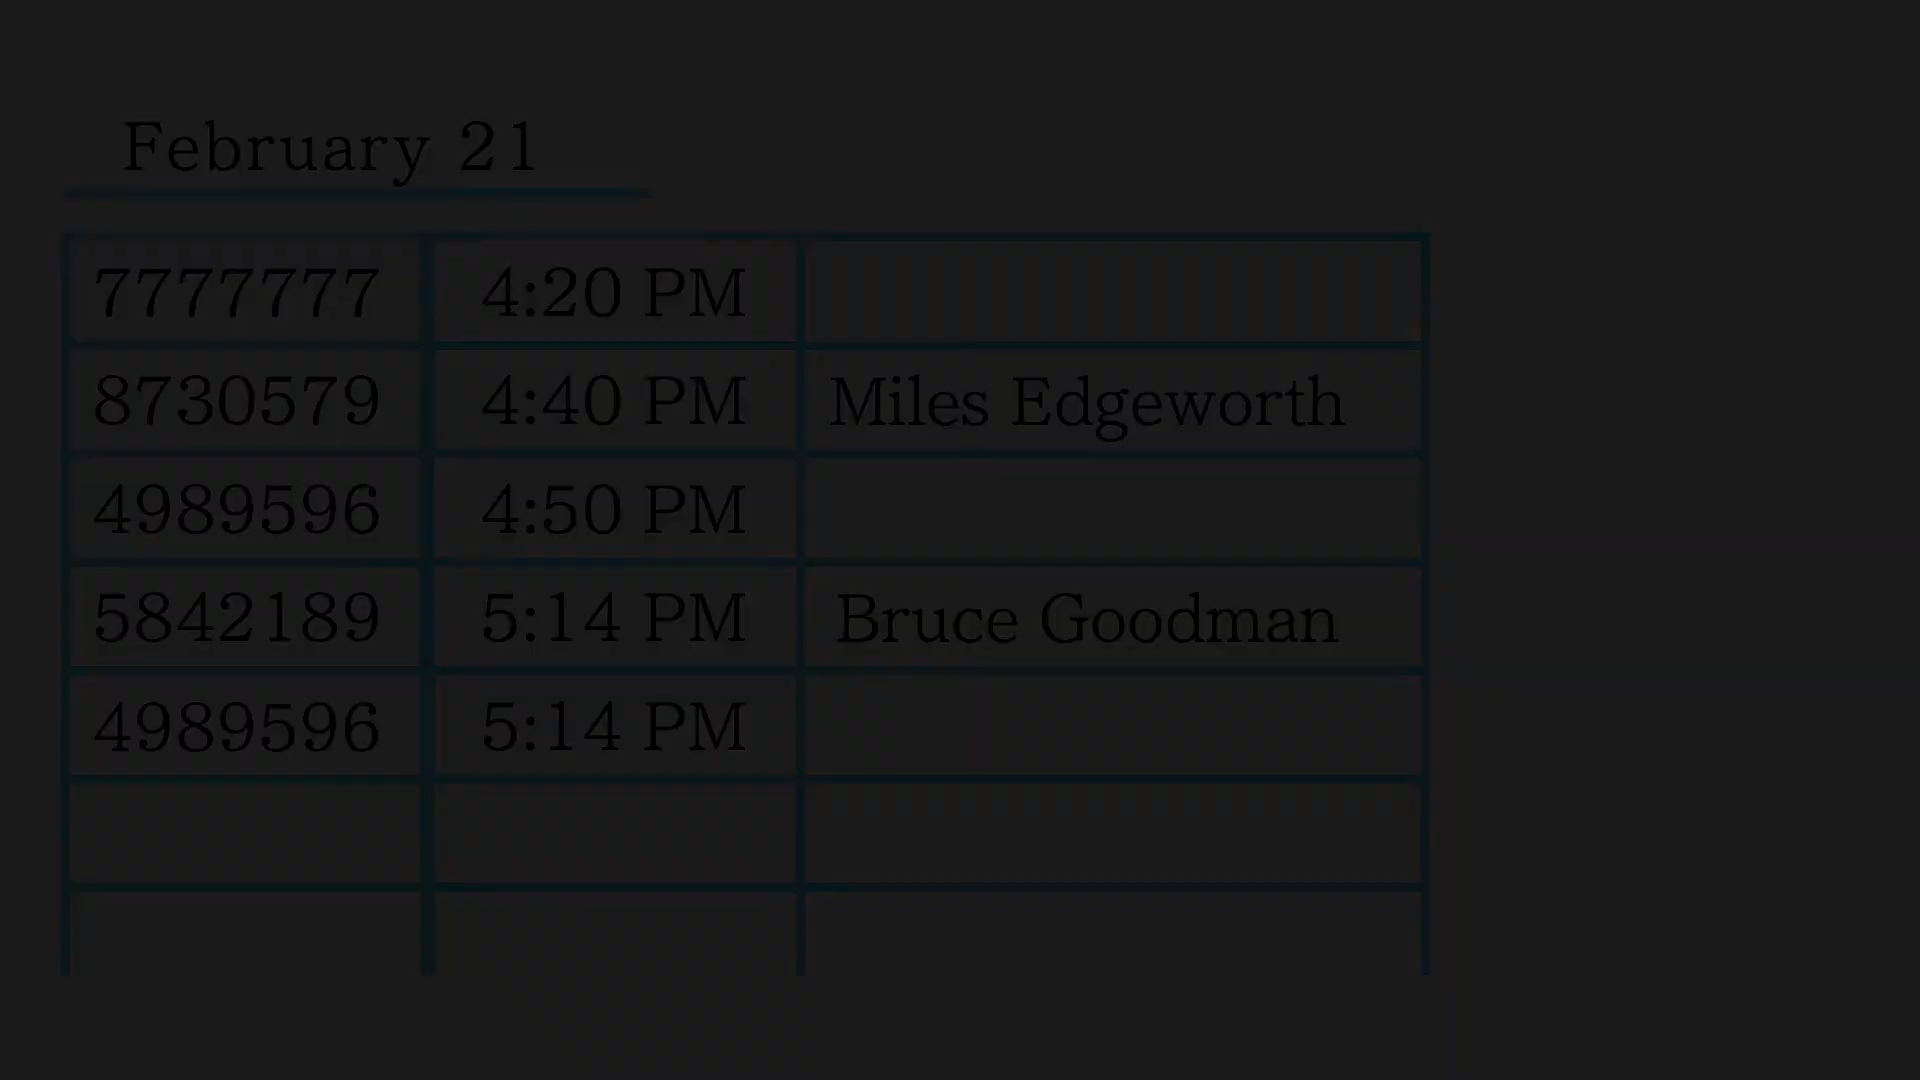 February 21
7777777 4:20 PM
8730579 4:40 PM Miles Edgeworth
4989596 4:50 PM
5842189 5:14 PM Bruce Goodman
4989596 5:14 PM